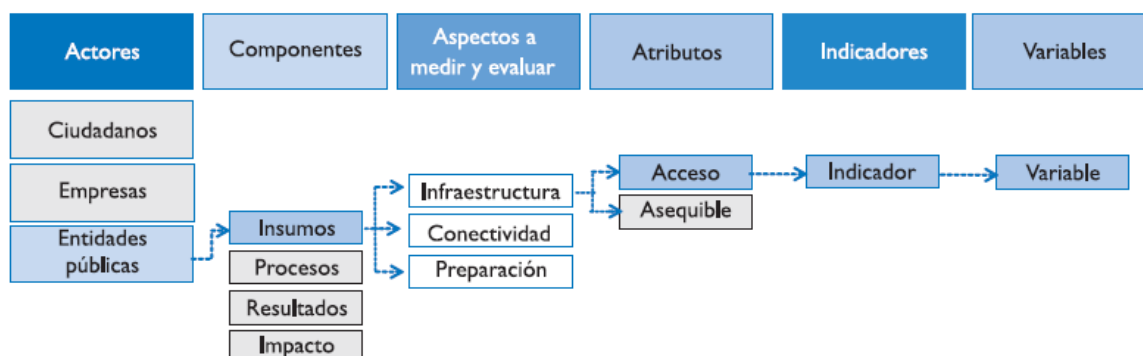 Actores
Componentes
Aspectos a
medir y evaluar
Atributos
Indicadores
Variables
Ciudadanos
Empresas
Entidades
públicas
Insumos
Procesos
Resultados
Impacto
Infraestructura
Conectividad
Preparación
Acceso
Asequible
Indicador
Variable